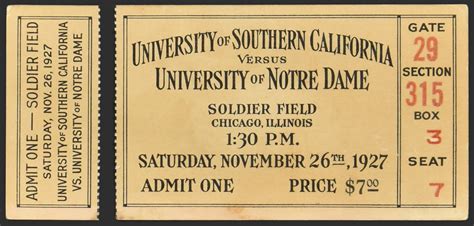 ADMIT ONE — SOLDIER FIELD
SATURDAY, NOV. 26, 1927
UNIVERSITY OF SOUTHERN CALIFORNIA
VS. UNIVERSITY OF NOTRE DAME
UNIVERSITY OF SOUTHERN CALIFORNIA
VERSUS
UNIVERSITY OF NOTRE DAME
SOLDIER FIELD
CHICAGO, ILLINOIS
1:30 P.M.
SATURDAY, NOVEMBER 26TH, 1927
ADMIT ONE PRICE $7.00
GATE
29
SECTION
315
BOX
3
SEAT
7